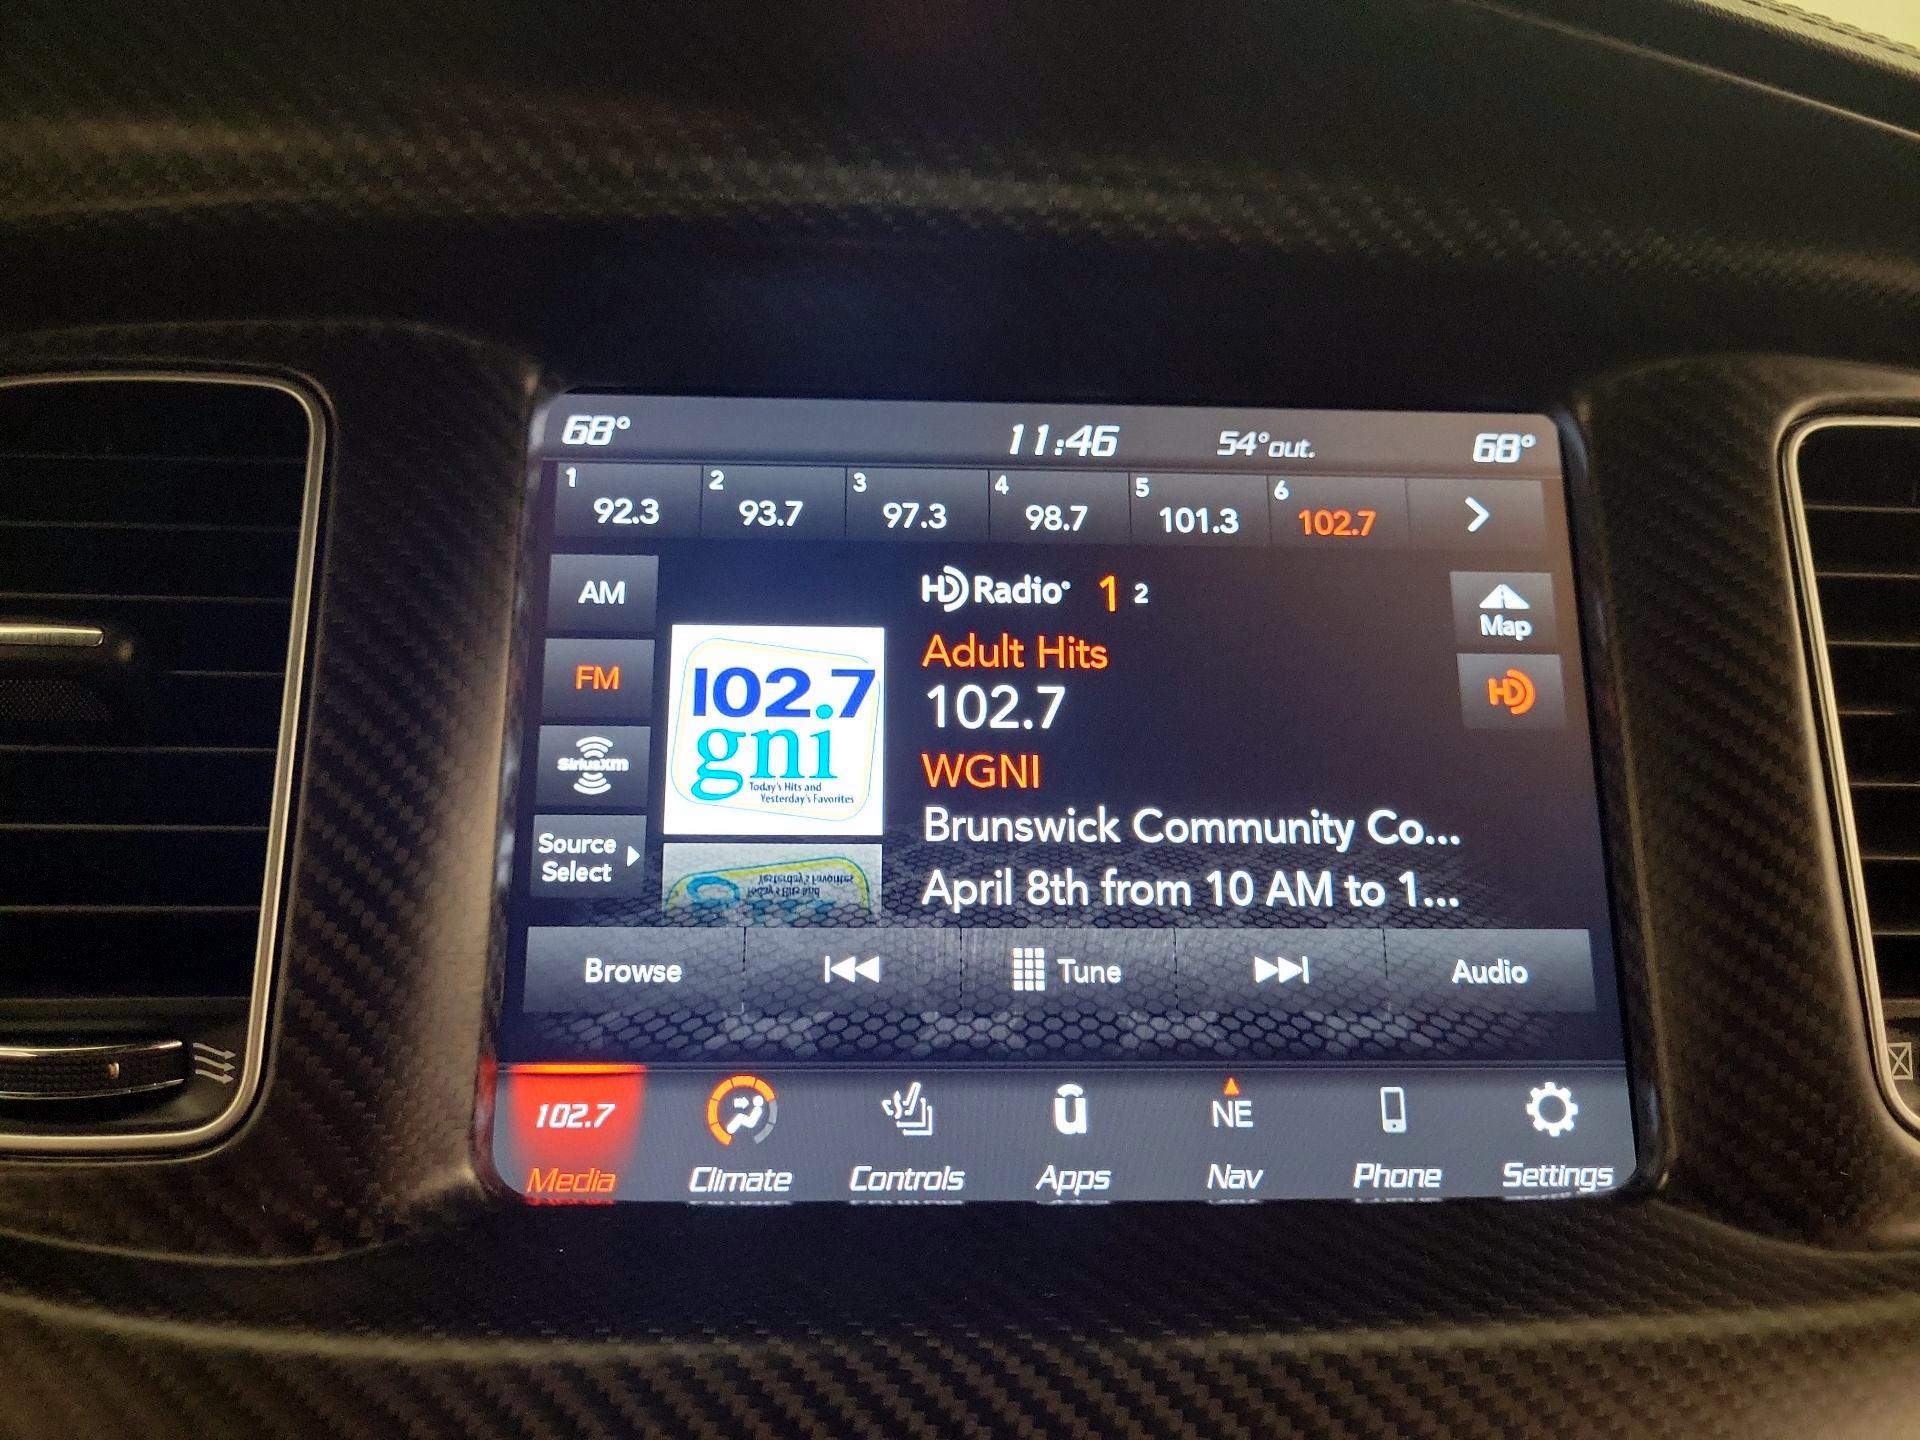 68° 11:46 54°out. 68°
1 92.3 2 93.7 3 97.3 4 98.7 5 101.3 6 102.7
AM
FM
SiriusXM
Source
Select
102.7
gni
Today's Hits and
Yesterday's Favorites
HD Radio® 1 2
Adult Hits
102.7
WGNI
Brunswick Community Co...
April 8th from 10 AM to 1...
Map
HD
Browse Tune Audio
102.7 u NE
Media Climate Controls Apps Nav Phone Settings